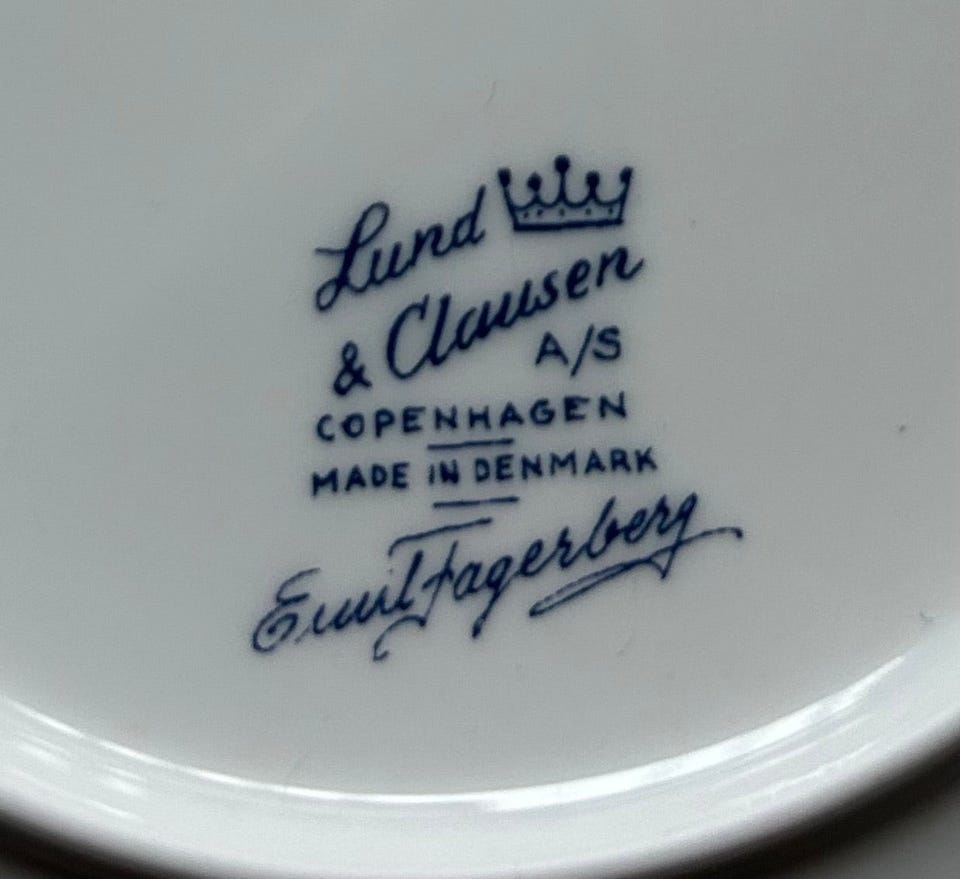 Lund
& Clausen
A/S
COPENHAGEN
MADE IN DENMARK
Emil Fagerberg